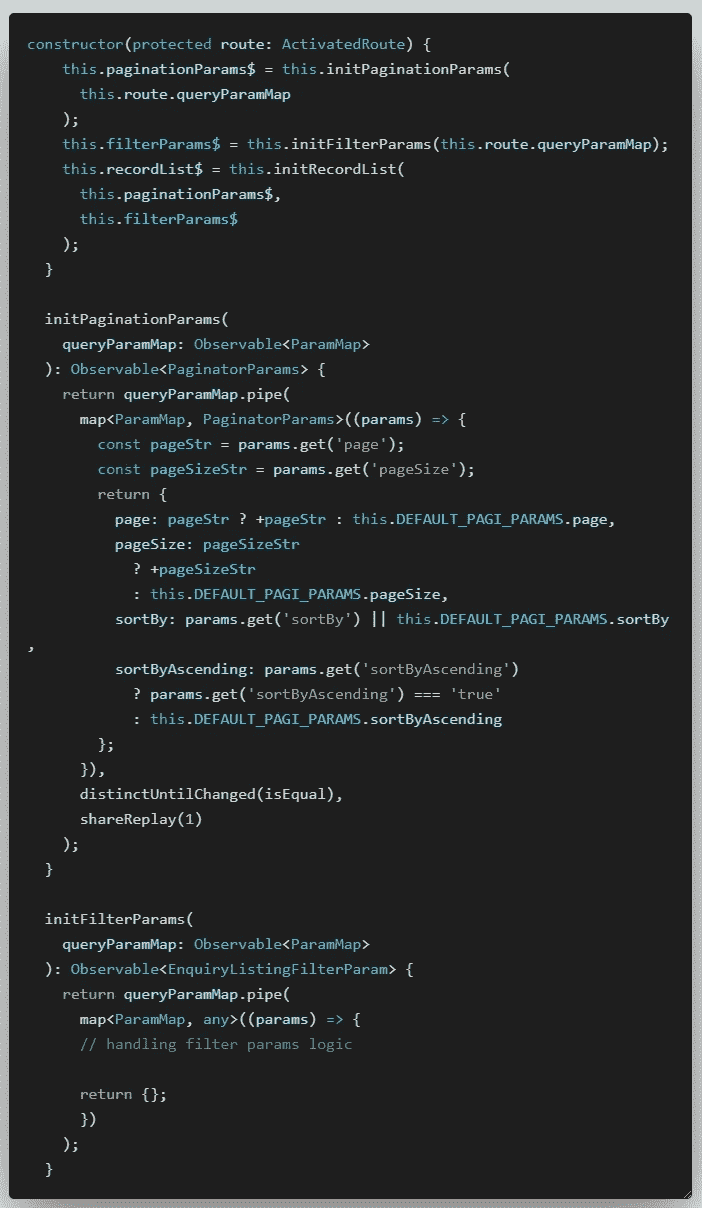 constructor(protected route: ActivatedRoute) {
    this.paginationParams$ = this.initPaginationParams(
      this.route.queryParamMap
    );
    this.filterParams$ = this.initFilterParams(this.route.queryParamMap);
    this.recordList$ = this.initRecordList(
      this.paginationParams$,
      this.filterParams$
    );
  }

  initPaginationParams(
    queryParamMap: Observable<ParamMap>
  ): Observable<PaginatorParams> {
    return queryParamMap.pipe(
      map<ParamMap, PaginatorParams>((params) => {
        const pageStr = params.get('page');
        const pageSizeStr = params.get('pageSize');
        return {
          page: pageStr ? +pageStr : this.DEFAULT_PAGI_PARAMS.page,
          pageSize: pageSizeStr
            ? +pageSizeStr
            : this.DEFAULT_PAGI_PARAMS.pageSize,
          sortBy: params.get('sortBy') || this.DEFAULT_PAGI_PARAMS.sortBy
,
          sortByAscending: params.get('sortByAscending')
            ? params.get('sortByAscending') === 'true'
            : this.DEFAULT_PAGI_PARAMS.sortByAscending
        };
      }),
      distinctUntilChanged(isEqual),
      shareReplay(1)
    );
  }

  initFilterParams(
    queryParamMap: Observable<ParamMap>
  ): Observable<EnquiryListingFilterParam> {
    return queryParamMap.pipe(
      map<ParamMap, any>((params) => {
      // handling filter params logic

      return {};
      })
    );
  }